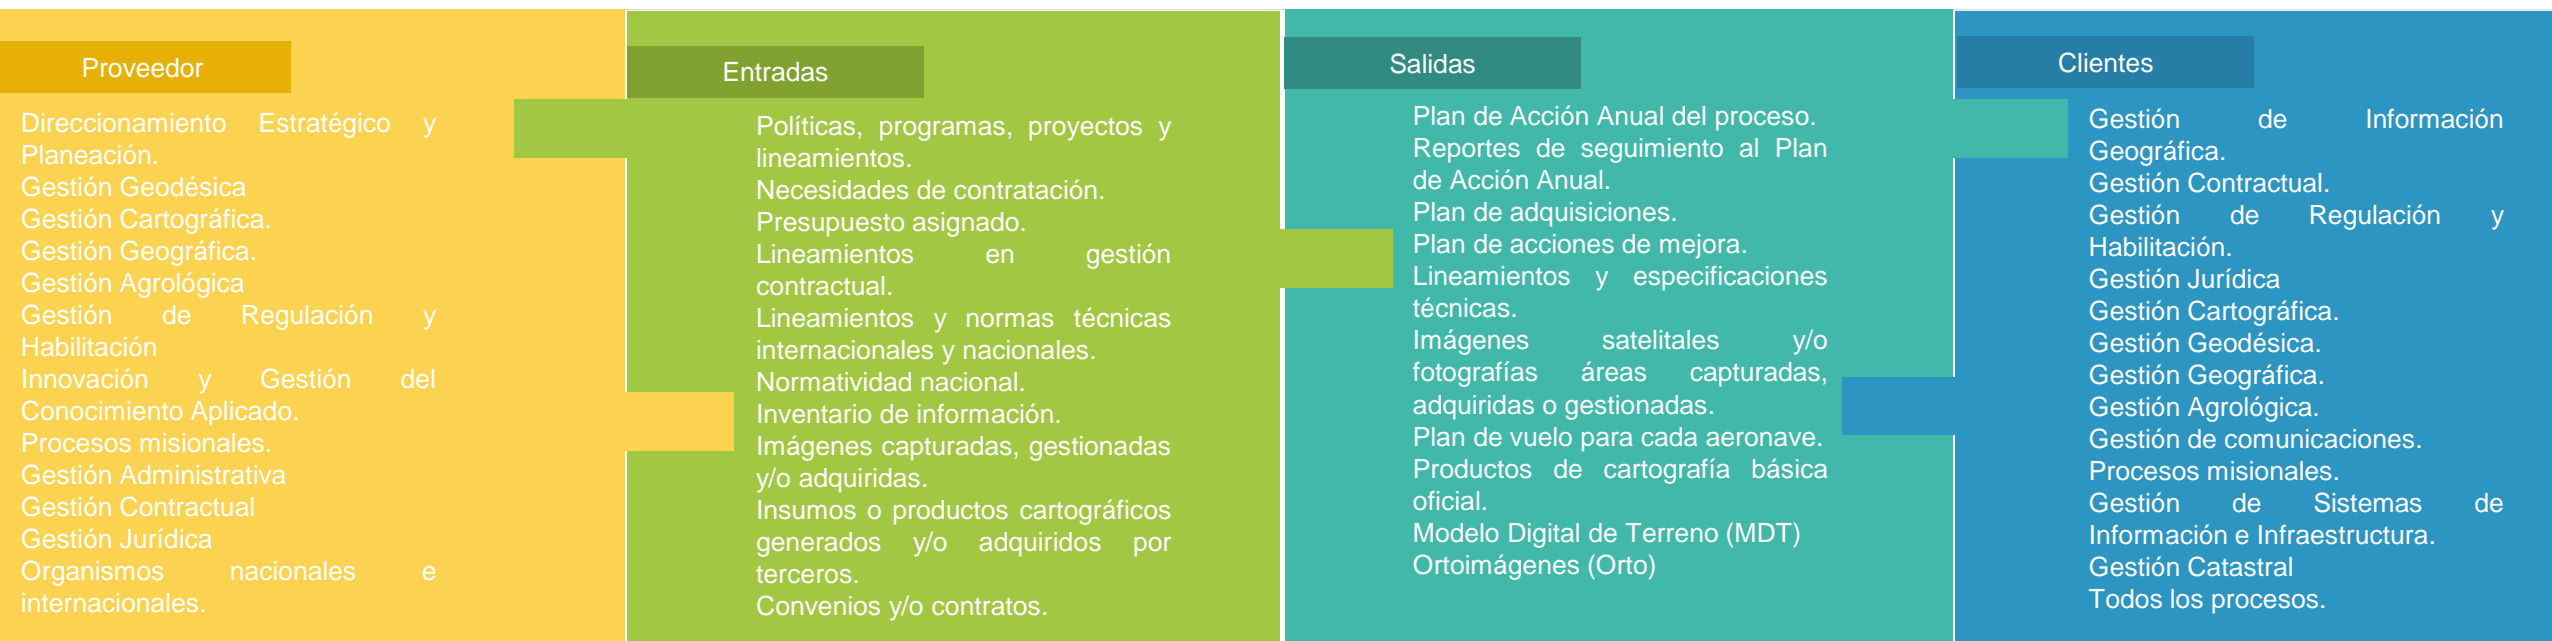 Proveedor
Direccionamiento Estratégico y
Planeación.
Gestión Geodésica
Gestión Cartográfica.
Gestión Geográfica.
Gestión Agrológica
Gestión de Regulación y
Habilitación
Innovación y Gestión del
Conocimiento Aplicado.
Procesos misionales.
Gestión Administrativa
Gestión Contractual
Gestión Jurídica
Organismos nacionales e
internacionales.
Entradas
Políticas, programas, proyectos y
lineamientos.
Necesidades de contratación.
Presupuesto asignado.
Lineamientos en gestión
contractual.
Lineamientos y normas técnicas
internacionales y nacionales.
Normatividad nacional.
Inventario de información.
Imágenes capturadas, gestionadas
y/o adquiridas.
Insumos o productos cartográficos
generados y/o adquiridos por
terceros.
Convenios y/o contratos.
Salidas
Plan de Acción Anual del proceso.
Reportes de seguimiento al Plan
de Acción Anual.
Plan de adquisiciones.
Plan de acciones de mejora.
Lineamientos y especificaciones
técnicas.
Imágenes satelitales y/o
fotografías áreas capturadas,
adquiridas o gestionadas.
Plan de vuelo para cada aeronave.
Productos de cartografía básica
oficial.
Modelo Digital de Terreno (MDT)
Ortoimágenes (Orto)
Clientes
Gestión de Información
Geográfica.
Gestión Contractual.
Gestión de Regulación y
Habilitación.
Gestión Jurídica
Gestión Cartográfica.
Gestión Geodésica.
Gestión Geográfica.
Gestión Agrológica.
Gestión de comunicaciones.
Procesos misionales.
Gestión de Sistemas de
Información e Infraestructura.
Gestión Catastral
Todos los procesos.